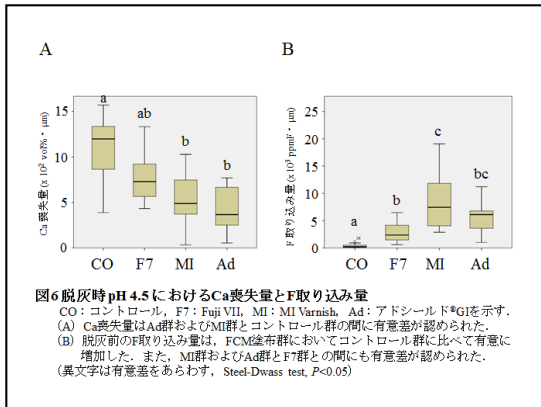 A
Ca喪失量 (x 10² vol%・μm)
15
10
5
0
a
ab
b
b
CO
F7
MI
Ad
B
F取り込み量 (x 10³ ppmF・μm)
25
20
15
10
5
0
a
b
c
bc
CO
F7
MI
Ad
図6 脱灰時pH 4.5 におけるCa喪失量とF取り込み量
CO：コントロール，F7：Fuji VII，MI：MI Varnish，Ad：アドシールド®GIを示す．
(A) Ca喪失量はAd群およびMI群とコントロール群の間に有意差が認められた．
(B) 脱灰前のF取り込み量は，FCM塗布群においてコントロール群に比べて有意に
増加した．また，MI群およびAd群とF7群との間にも有意差が認められた．
(異文字は有意差をあらわす，Steel-Dwass test, P<0.05)